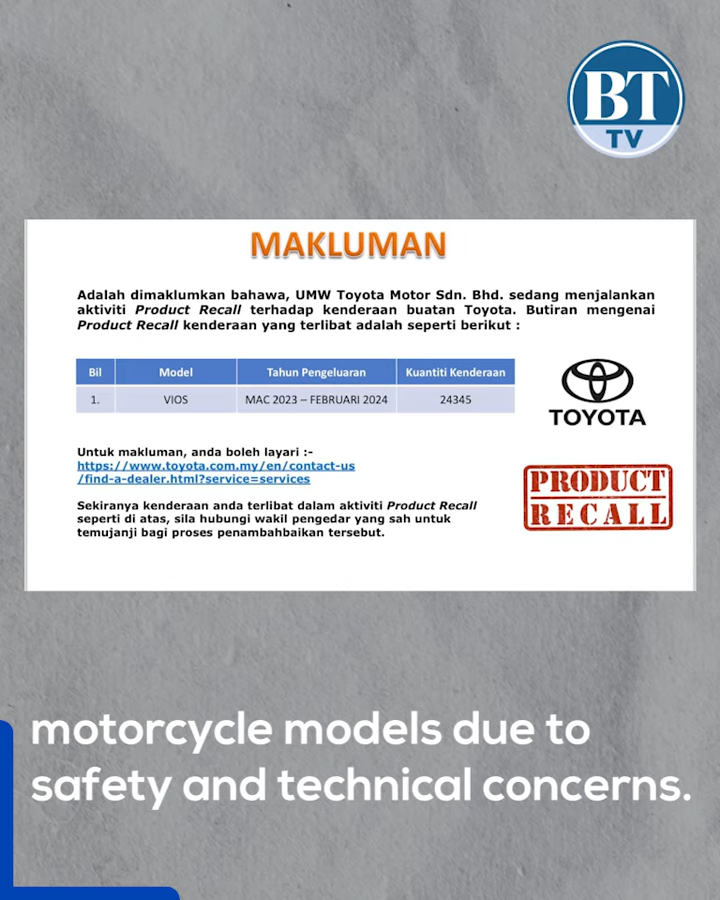 BT
TV
MAKLUMAN
Adalah dimaklumkan bahawa, UMW Toyota Motor Sdn. Bhd. sedang menjalankan
aktiviti Product Recall terhadap kenderaan buatan Toyota. Butiran mengenai
Product Recall kenderaan yang terlibat adalah seperti berikut :
Bil Model Tahun Pengeluaran Kuantiti Kenderaan
1. VIOS MAC 2023 – FEBRUARI 2024 24345
TOYOTA
Untuk makluman, anda boleh layari :-
https://www.toyota.com.my/en/contact-us
/find-a-dealer.html?service=services
PRODUCT
RECALL
Sekiranya kenderaan anda terlibat dalam aktiviti Product Recall
seperti di atas, sila hubungi wakil pengedar yang sah untuk
temujanji bagi proses penambahbaikan tersebut.
motorcycle models due to
safety and technical concerns.